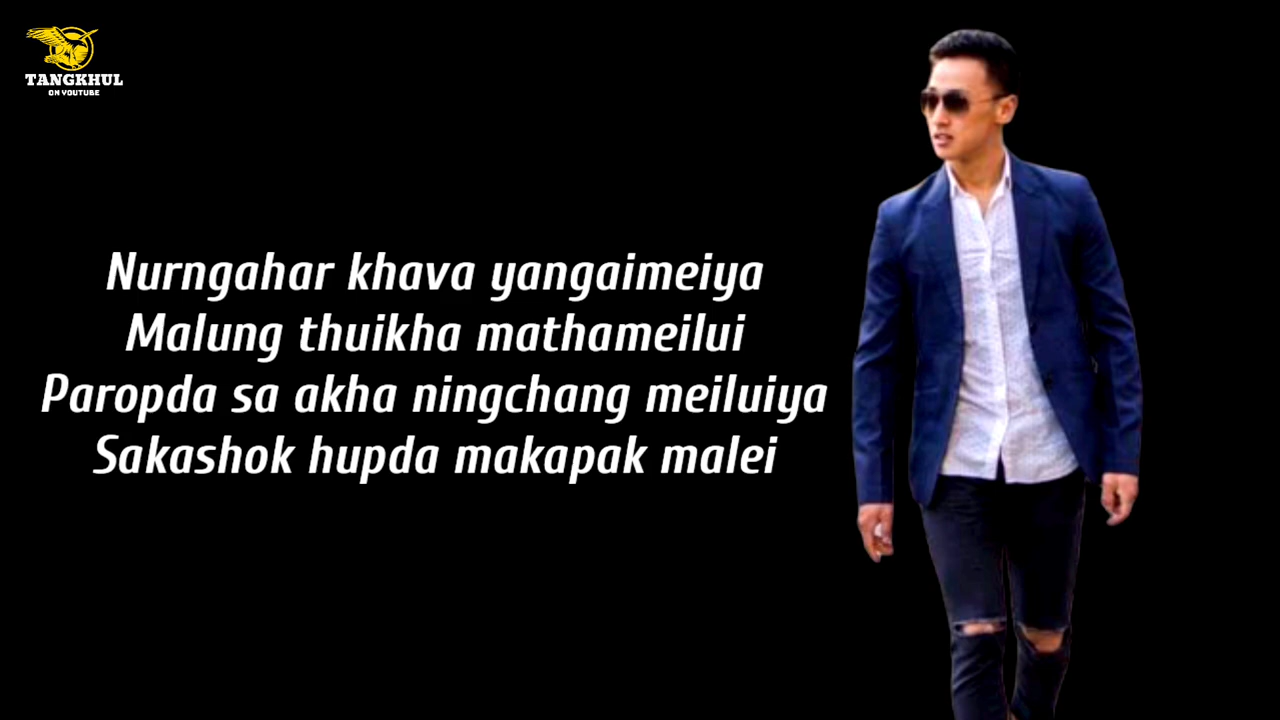 TANGKHUL
ON YOUTUBE
Nurngahar khava yangaimeiya
Malung thuikha mathameilui
Paropda sa akha ningchang meiluiya
Sakashok hupda makapak malei